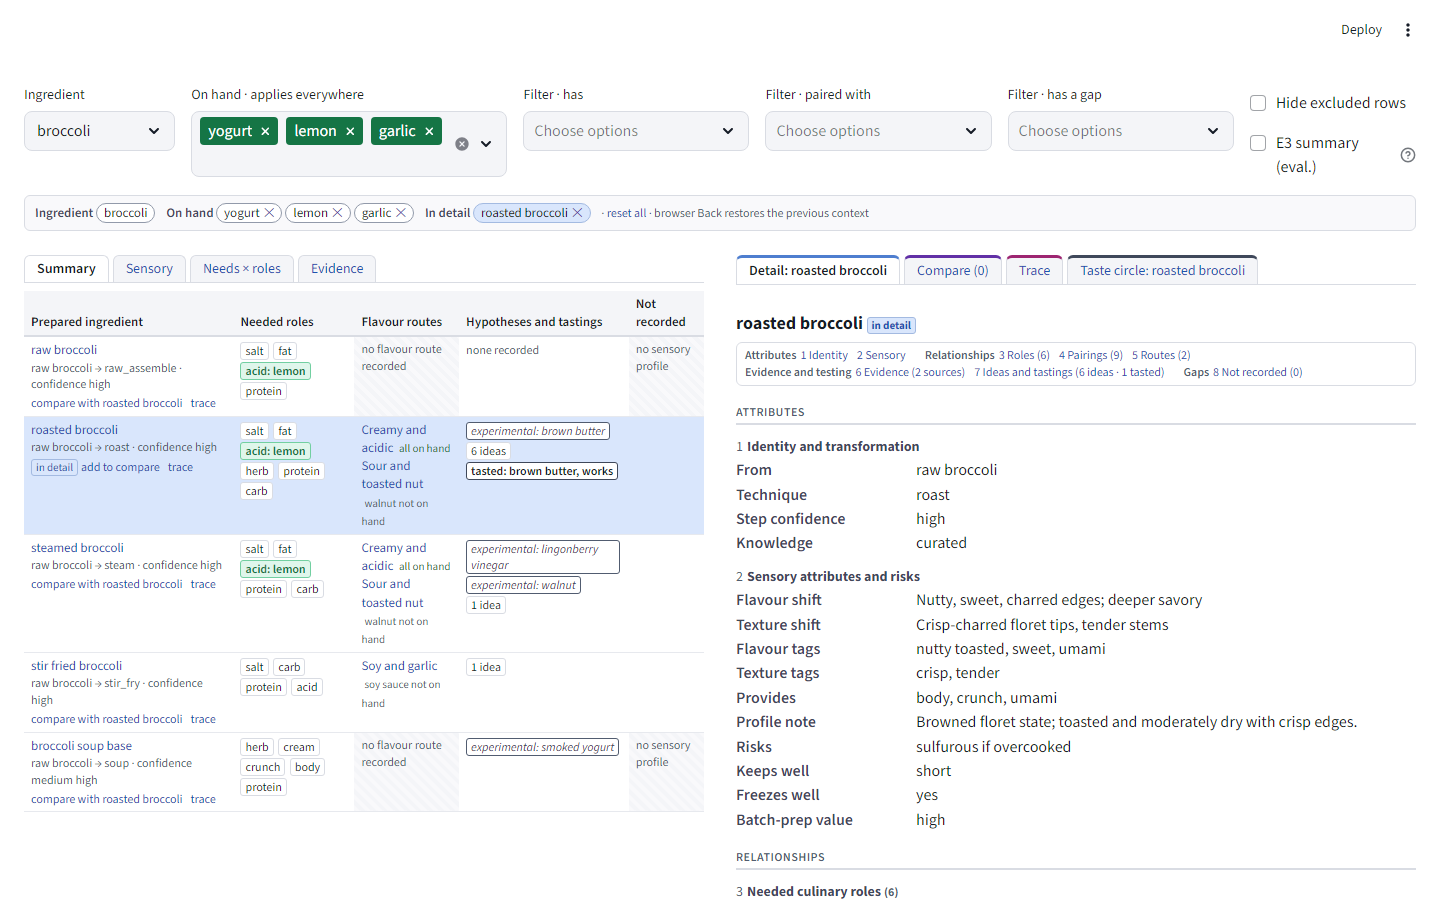 Deploy
Ingredient
On hand · applies everywhere
Filter · has
Filter · paired with
Filter · has a gap
broccoli
yogurt ×
lemon ×
garlic ×
Choose options
Choose options
Choose options
Hide excluded rows
E3 summary
(eval.)
Ingredient broccoli On hand yogurt × lemon × garlic × In detail roasted broccoli × · reset all · browser Back restores the previous context
Summary
Sensory
Needs × roles
Evidence
Prepared ingredient
Needed roles
Flavour routes
Hypotheses and tastings
Not
recorded
raw broccoli
raw broccoli → raw_assemble ·
confidence high
compare with roasted broccoli trace
salt fat
acid: lemon
protein
no flavour route
recorded
none recorded
no sensory
profile
roasted broccoli
raw broccoli → roast · confidence high
in detail add to compare trace
salt fat
acid: lemon
herb protein
carb
Creamy and
acidic all on hand
Sour and
toasted nut
walnut not on
hand
experimental: brown butter
6 ideas
tasted: brown butter, works
steamed broccoli
raw broccoli → steam · confidence high
compare with roasted broccoli trace
salt fat
acid: lemon
protein carb
Creamy and
acidic all on hand
Sour and
toasted nut
walnut not on
hand
experimental: lingonberry
vinegar
experimental: walnut
1 idea
stir fried broccoli
raw broccoli → stir_fry · confidence
high
compare with roasted broccoli trace
salt carb
protein acid
Soy and garlic
soy sauce not on
hand
1 idea
broccoli soup base
raw broccoli → soup · confidence
medium high
compare with roasted broccoli trace
herb cream
crunch body
protein
no flavour route
recorded
experimental: smoked yogurt
no sensory
profile
Detail: roasted broccoli
Compare (0)
Trace
Taste circle: roasted broccoli
roasted broccoli in detail
Attributes 1 Identity 2 Sensory Relationships 3 Roles (6) 4 Pairings (9) 5 Routes (2)
Evidence and testing 6 Evidence (2 sources) 7 Ideas and tastings (6 ideas · 1 tasted) Gaps 8 Not recorded (0)
ATTRIBUTES
1 Identity and transformation
From raw broccoli
Technique roast
Step confidence high
Knowledge curated
2 Sensory attributes and risks
Flavour shift Nutty, sweet, charred edges; deeper savory
Texture shift Crisp-charred floret tips, tender stems
Flavour tags nutty toasted, sweet, umami
Texture tags crisp, tender
Provides body, crunch, umami
Profile note Browned floret state; toasted and moderately dry with crisp edges.
Risks sulfurous if overcooked
Keeps well short
Freezes well yes
Batch-prep value high
RELATIONSHIPS
3 Needed culinary roles (6)